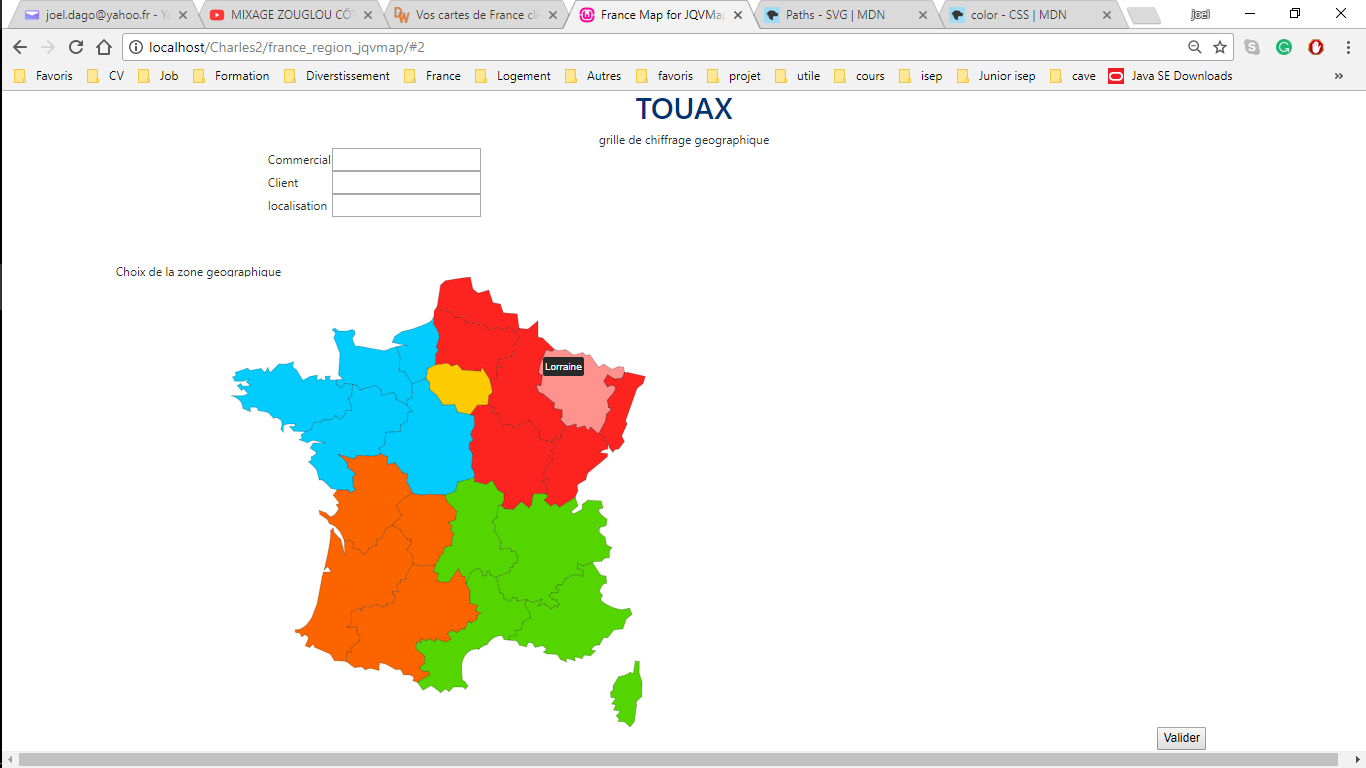 joel.dago@yahoo.fr - Ya
MIXAGE ZOUGLOU CÔT
Vos cartes de France cli
France Map for JQVMap
Paths - SVG | MDN
color - CSS | MDN
joel
localhost/Charles2/france_region_jqvmap/#2
Favoris
CV
Job
Formation
Diverstissement
France
Logement
Autres
favoris
projet
utile
cours
isep
Junior isep
cave
Java SE Downloads
»
TOUAX
grille de chiffrage geographique
Commercial
Client
localisation
Choix de la zone geographique
Lorraine
Valider